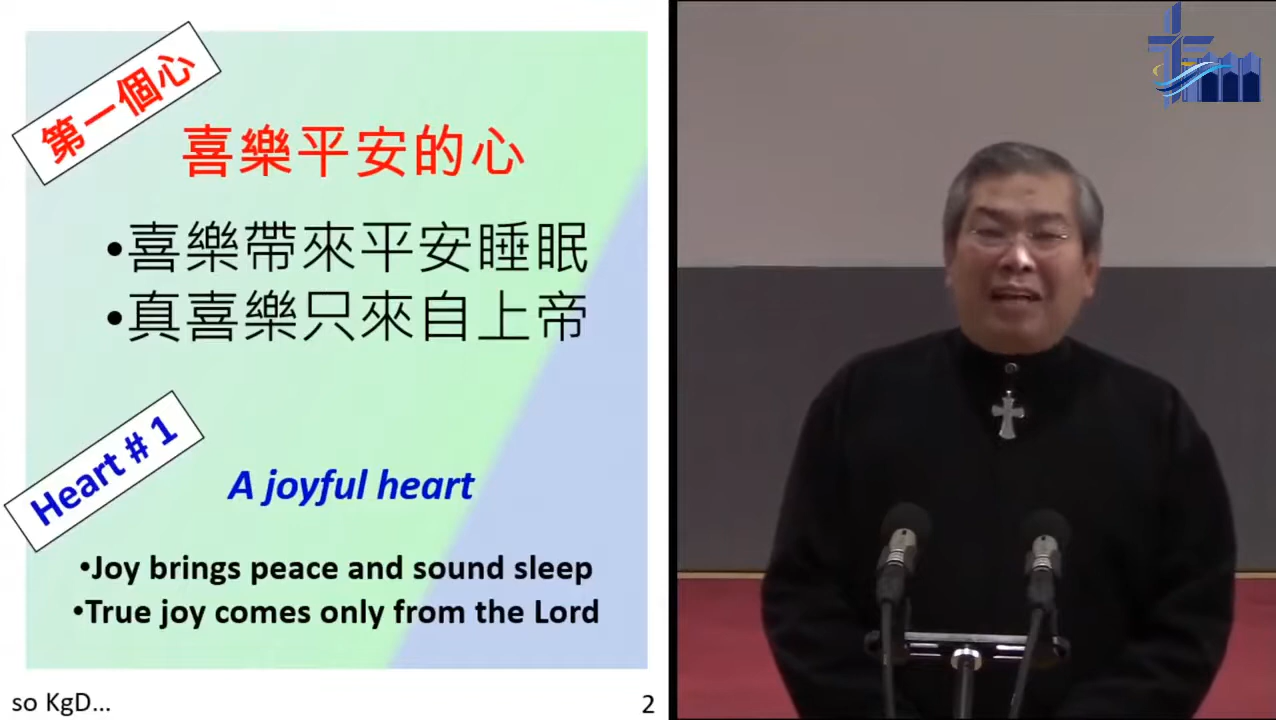 第一個心
喜樂平安的心
•喜樂帶來平安睡眠
•真喜樂只來自上帝
Heart # 1
A joyful heart
•Joy brings peace and sound sleep
•True joy comes only from the Lord
so KgD...
2